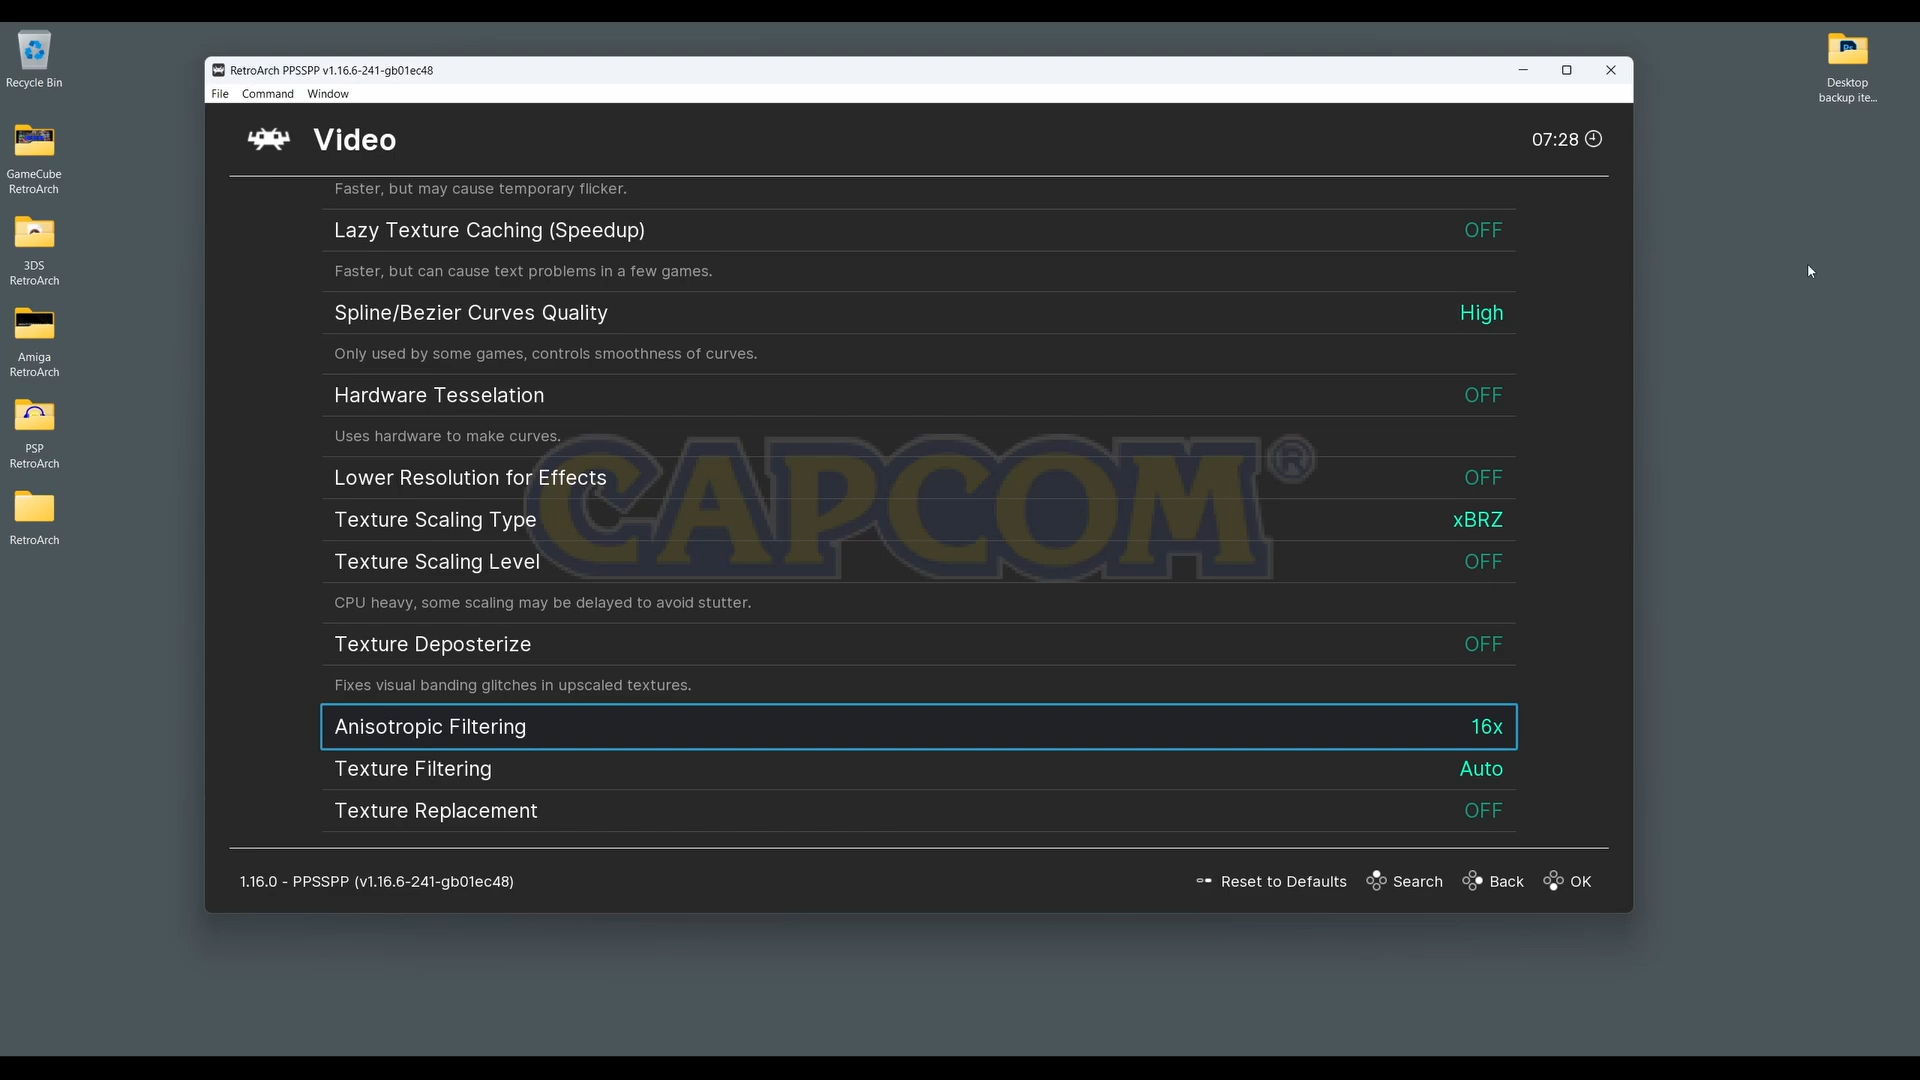 Recycle Bin
GameCube
RetroArch
3DS
RetroArch
Amiga
RetroArch
PSP
RetroArch
RetroArch
Desktop
backup ite...
RetroArch PPSSPP v1.16.6-241-gb01ec48
File Command Window
Video
07:28
Faster, but may cause temporary flicker.
Lazy Texture Caching (Speedup) OFF
Faster, but can cause text problems in a few games.
Spline/Bezier Curves Quality High
Only used by some games, controls smoothness of curves.
Hardware Tesselation OFF
Uses hardware to make curves.
CAPCOM®
Lower Resolution for Effects OFF
Texture Scaling Type xBRZ
Texture Scaling Level OFF
CPU heavy, some scaling may be delayed to avoid stutter.
Texture Deposterize OFF
Fixes visual banding glitches in upscaled textures.
Anisotropic Filtering 16x
Texture Filtering Auto
Texture Replacement OFF
1.16.0 - PPSSPP (v1.16.6-241-gb01ec48) Reset to Defaults Search Back OK